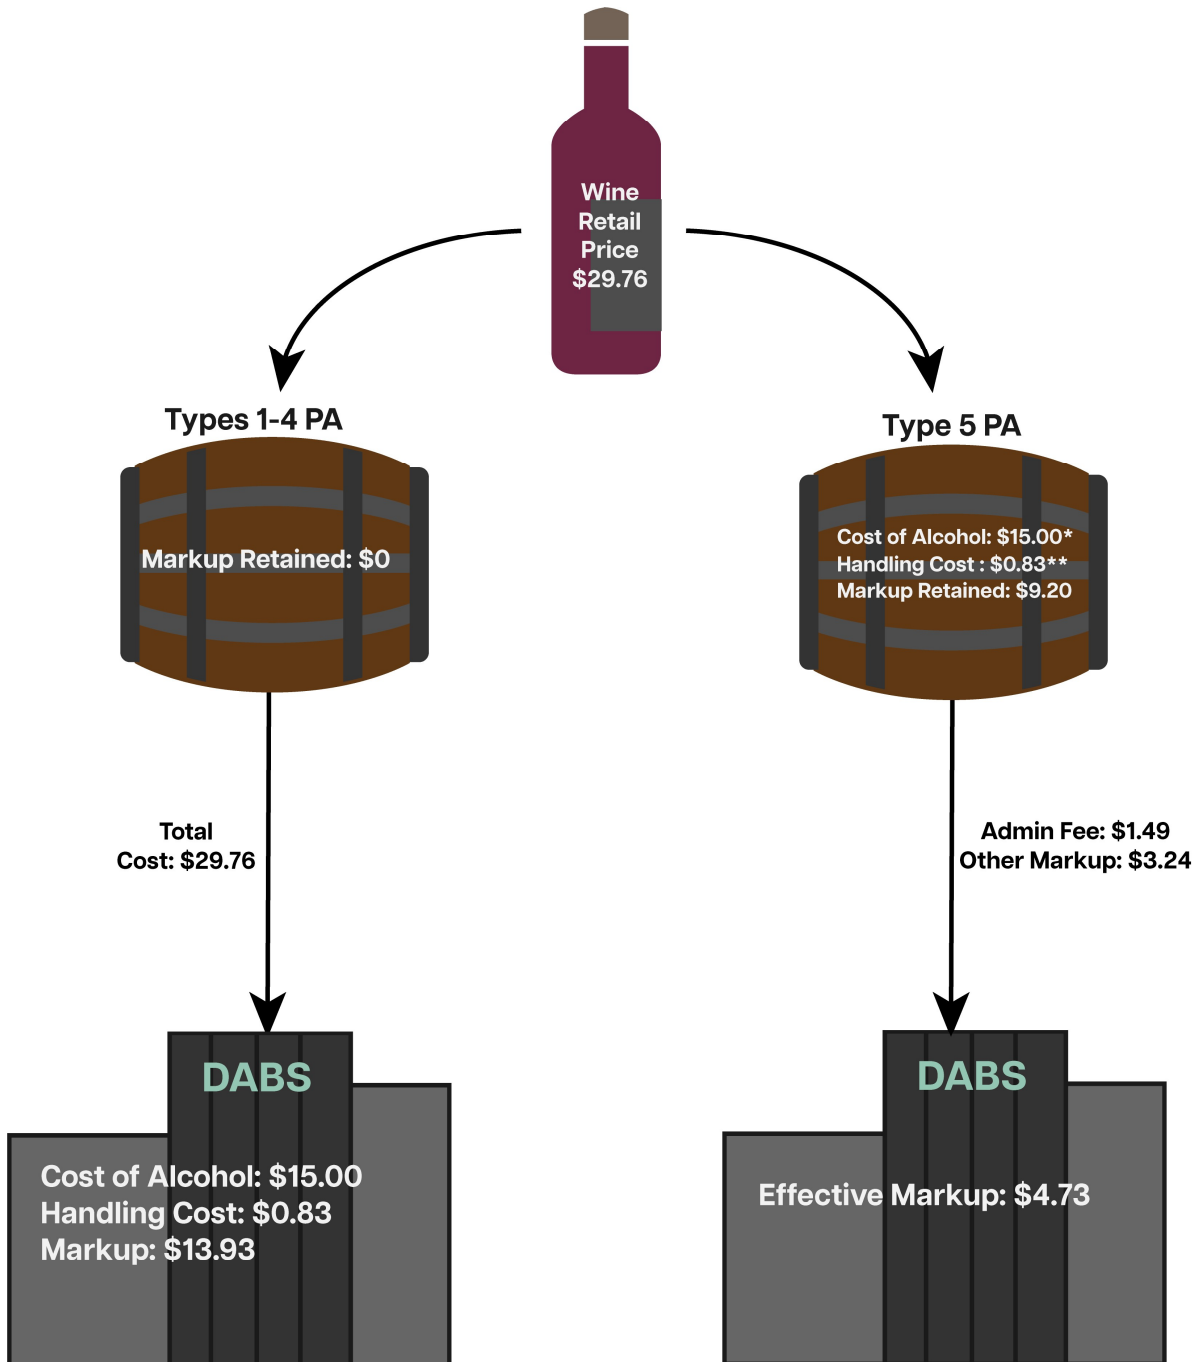 Wine
Retail
Price
$29.76
Types 1-4 PA
Markup Retained: $0
Total
Cost: $29.76
DABS
Cost of Alcohol: $15.00
Handling Cost: $0.83
Markup: $13.93
Type 5 PA
Cost of Alcohol: $15.00*
Handling Cost : $0.83**
Markup Retained: $9.20
Admin Fee: $1.49
Other Markup: $3.24
DABS
Effective Markup: $4.73